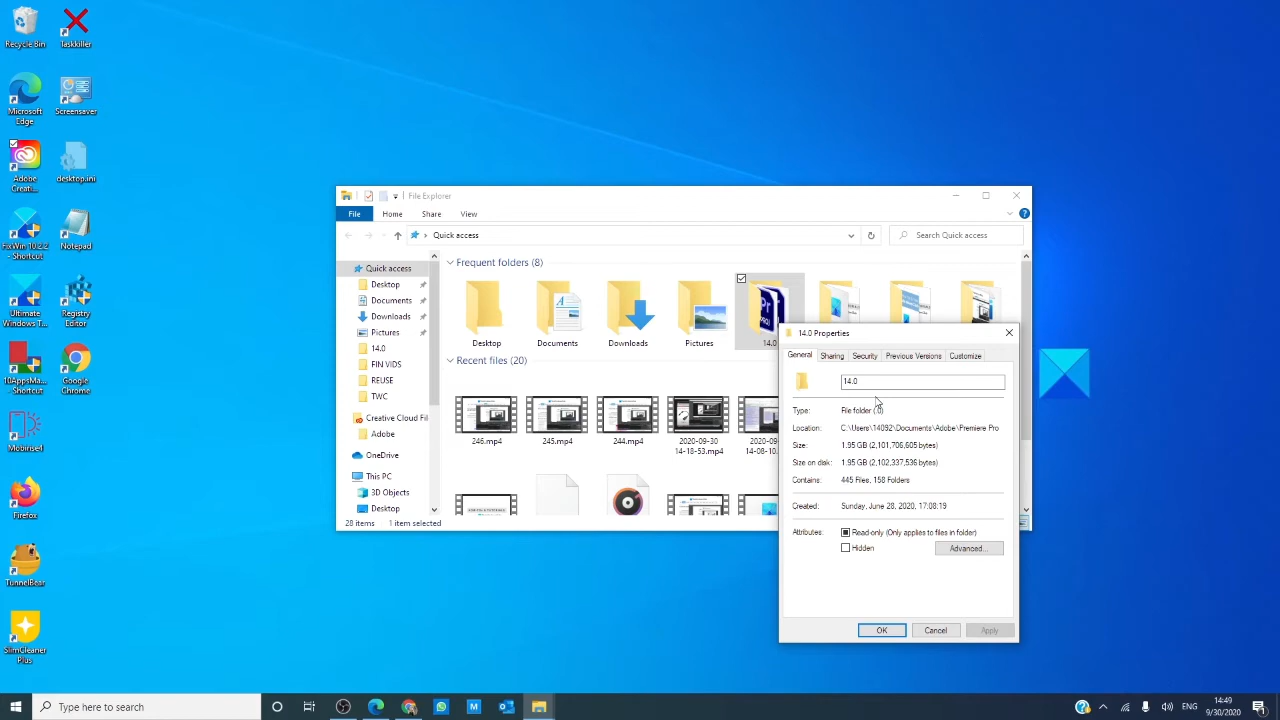 Recycle Bin
Taskkiller
Microsoft
Edge
Screensaver
Adobe
Creati...
desktop.ini
FixWin 10.2.2
- Shortcut
Notepad
Ultimate
Windows T...
Registry
Editor
10AppsMa...
- Shortcut
Google
Chrome
Mobirise4
Firefox
TunnelBear
SlimCleaner
Plus
File Explorer
File
Home
Share
View
Quick access
Search Quick access
Quick access
Desktop
Documents
Downloads
Pictures
14.0
FIN VIDS
REUSE
TWC
Creative Cloud Fil
Adobe
OneDrive
This PC
3D Objects
Desktop
Frequent folders (8)
Desktop
Documents
Downloads
Pictures
14.0
Recent files (20)
246.mp4
245.mp4
244.mp4
2020-09-30
14-18-53.mp4
2020-09-
14-08-10.
28 items
1 item selected
14.0 Properties
General
Sharing
Security
Previous Versions
Customize
14.0
Type: File folder (.0)
Location: C:\Users\14092\Documents\Adobe\Premiere Pro
Size: 1.95 GB (2,101,706,605 bytes)
Size on disk: 1.95 GB (2,102,337,536 bytes)
Contains: 445 Files, 158 Folders
Created: Sunday, June 28, 2020, 17:08:19
Attributes: Read-only (Only applies to files in folder)
Hidden
Advanced...
OK
Cancel
Apply
Type here to search
ENG
14:49
9/30/2020